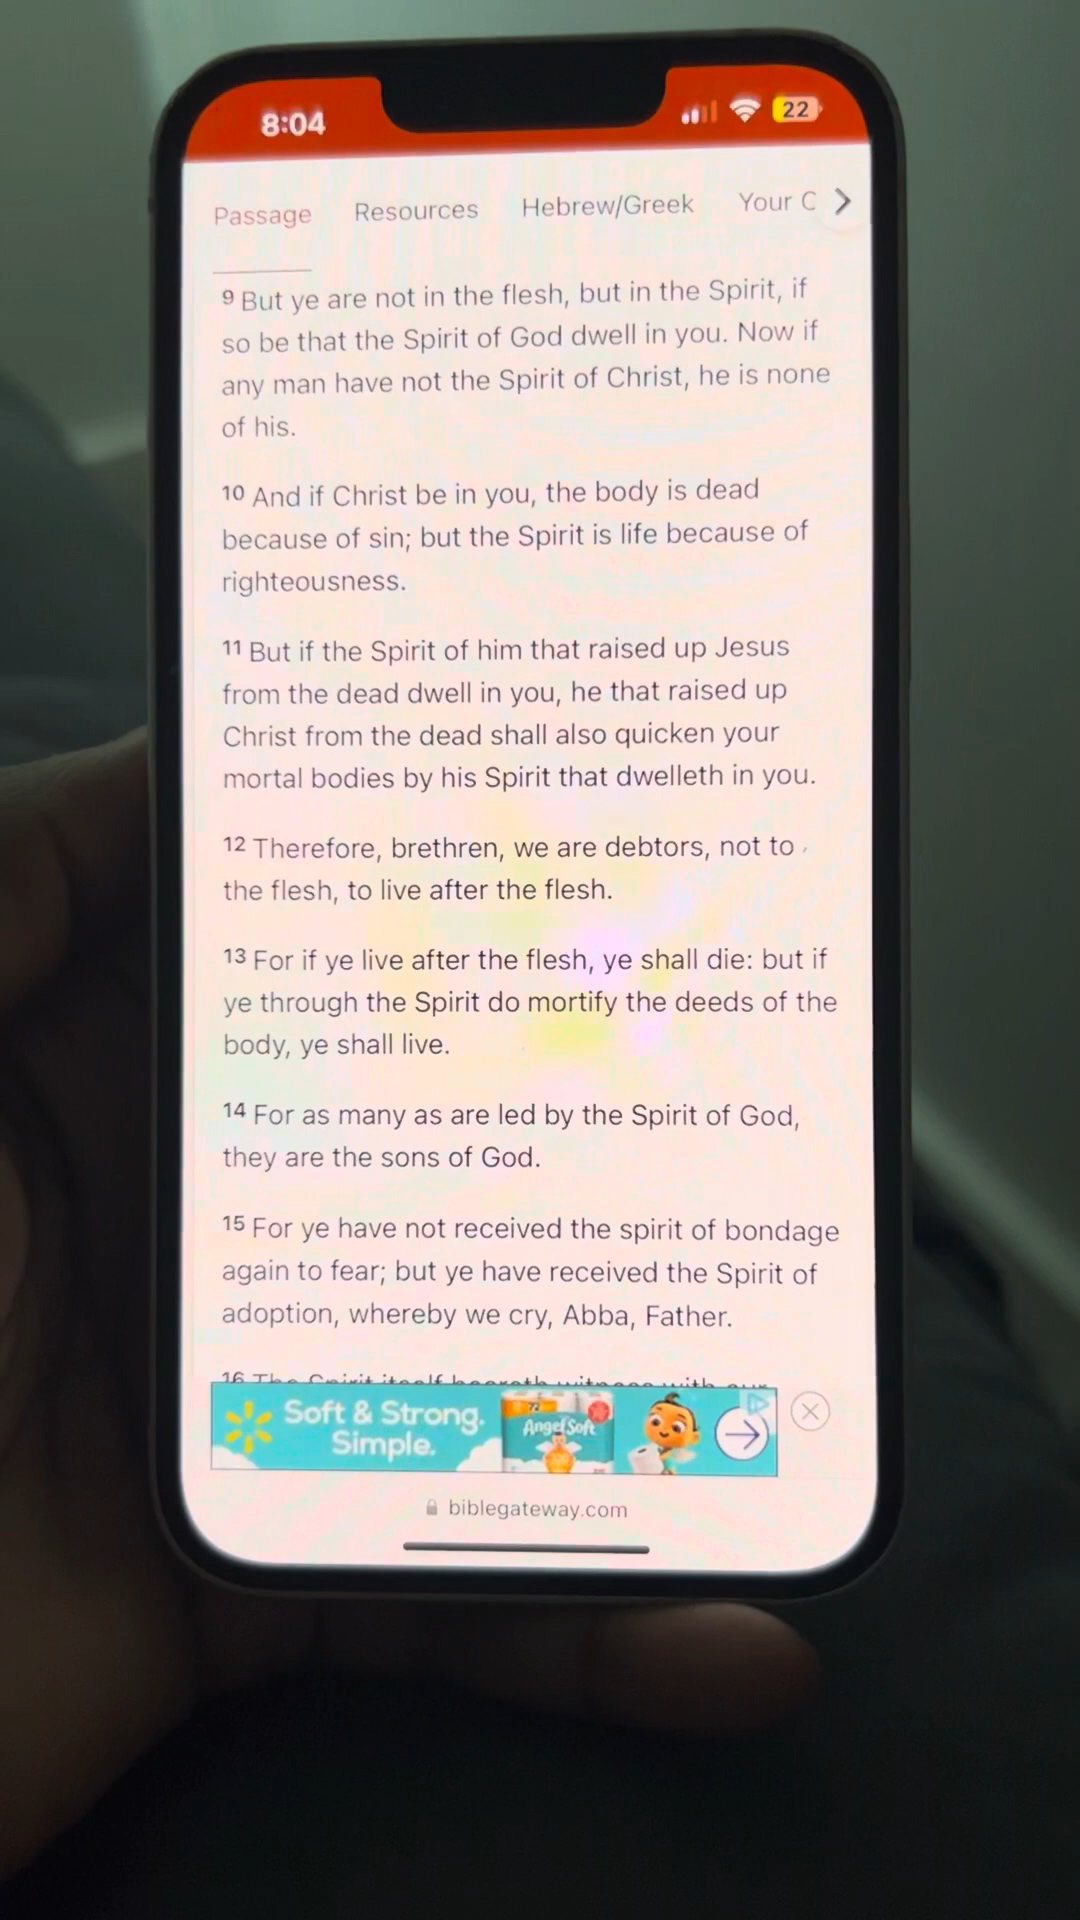 8:04
22
Passage Resources Hebrew/Greek Your C
9 But ye are not in the flesh, but in the Spirit, if
so be that the Spirit of God dwell in you. Now if
any man have not the Spirit of Christ, he is none
of his.
10 And if Christ be in you, the body is dead
because of sin; but the Spirit is life because of
righteousness.
11 But if the Spirit of him that raised up Jesus
from the dead dwell in you, he that raised up
Christ from the dead shall also quicken your
mortal bodies by his Spirit that dwelleth in you.
12 Therefore, brethren, we are debtors, not to
the flesh, to live after the flesh.
13 For if ye live after the flesh, ye shall die: but if
ye through the Spirit do mortify the deeds of the
body, ye shall live.
14 For as many as are led by the Spirit of God,
they are the sons of God.
15 For ye have not received the spirit of bondage
again to fear; but ye have received the Spirit of
adoption, whereby we cry, Abba, Father.
16 The Spirit itself beareth witness with our
Soft & Strong.
Simple.
Angel Soft
biblegateway.com